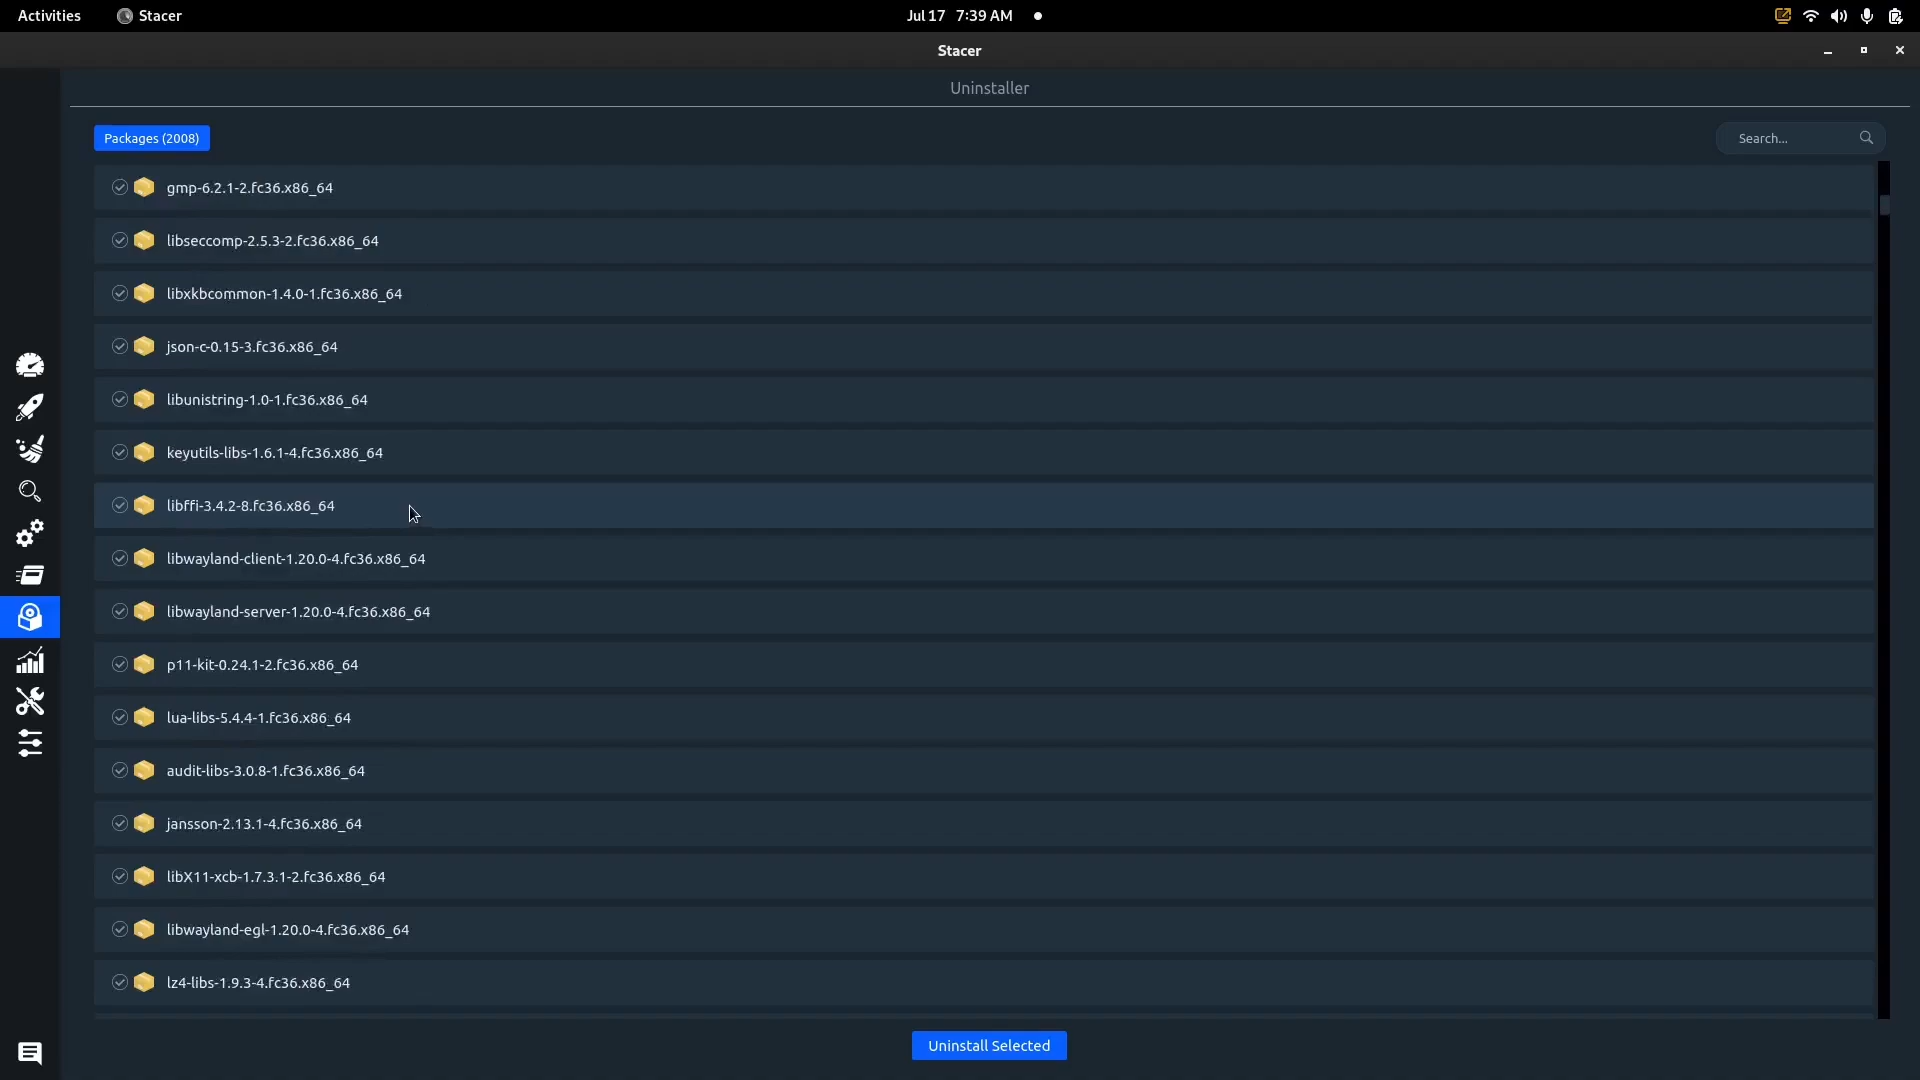 Activities
Stacer
Jul 17 7:39 AM
Stacer
Uninstaller
Packages (2008)
Search...
gmp-6.2.1-2.fc36.x86_64
libseccomp-2.5.3-2.fc36.x86_64
libxkbcommon-1.4.0-1.fc36.x86_64
json-c-0.15-3.fc36.x86_64
libunistring-1.0-1.fc36.x86_64
keyutils-libs-1.6.1-4.fc36.x86_64
libffi-3.4.2-8.fc36.x86_64
libwayland-client-1.20.0-4.fc36.x86_64
libwayland-server-1.20.0-4.fc36.x86_64
p11-kit-0.24.1-2.fc36.x86_64
lua-libs-5.4.4-1.fc36.x86_64
audit-libs-3.0.8-1.fc36.x86_64
jansson-2.13.1-4.fc36.x86_64
libX11-xcb-1.7.3.1-2.fc36.x86_64
libwayland-egl-1.20.0-4.fc36.x86_64
lz4-libs-1.9.3-4.fc36.x86_64
Uninstall Selected